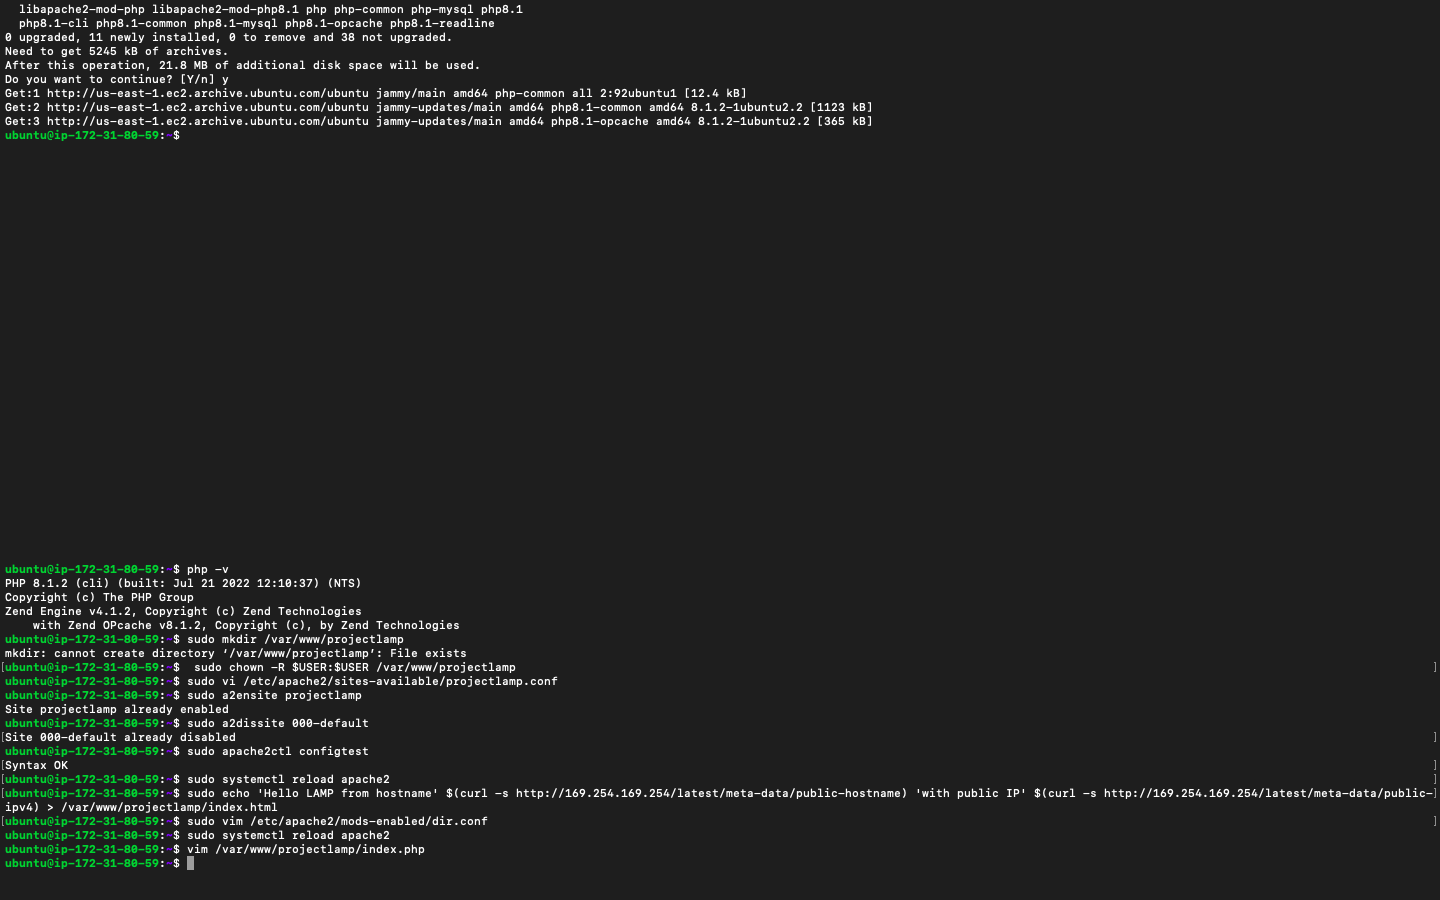 libapache2-mod-php libapache2-mod-php8.1 php php-common php-mysql php8.1
php8.1-cli php8.1-common php8.1-mysql php8.1-opcache php8.1-readline
0 upgraded, 11 newly installed, 0 to remove and 38 not upgraded.
Need to get 5245 kB of archives.
After this operation, 21.8 MB of additional disk space will be used.
Do you want to continue? [Y/n] y
Get:1 http://us-east-1.ec2.archive.ubuntu.com/ubuntu jammy/main amd64 php-common all 2:92ubuntu1 [12.4 kB]
Get:2 http://us-east-1.ec2.archive.ubuntu.com/ubuntu jammy-updates/main amd64 php8.1-common amd64 8.1.2-1ubuntu2.2 [1123 kB]
Get:3 http://us-east-1.ec2.archive.ubuntu.com/ubuntu jammy-updates/main amd64 php8.1-opcache amd64 8.1.2-1ubuntu2.2 [365 kB]
ubuntu@ip-172-31-80-59:~$
ubuntu@ip-172-31-80-59:~$ php -v
PHP 8.1.2 (cli) (built: Jul 21 2022 12:10:37) (NTS)
Copyright (c) The PHP Group
Zend Engine v4.1.2, Copyright (c) Zend Technologies
    with Zend OPcache v8.1.2, Copyright (c), by Zend Technologies
ubuntu@ip-172-31-80-59:~$ sudo mkdir /var/www/projectlamp
mkdir: cannot create directory ‘/var/www/projectlamp’: File exists
[ubuntu@ip-172-31-80-59:~$  sudo chown -R $USER:$USER /var/www/projectlamp ]
ubuntu@ip-172-31-80-59:~$ sudo vi /etc/apache2/sites-available/projectlamp.conf
ubuntu@ip-172-31-80-59:~$ sudo a2ensite projectlamp
Site projectlamp already enabled
ubuntu@ip-172-31-80-59:~$ sudo a2dissite 000-default
[Site 000-default already disabled ]
ubuntu@ip-172-31-80-59:~$ sudo apache2ctl configtest
[Syntax OK ]
[ubuntu@ip-172-31-80-59:~$ sudo systemctl reload apache2 ]
[ubuntu@ip-172-31-80-59:~$ sudo echo 'Hello LAMP from hostname' $(curl -s http://169.254.169.254/latest/meta-data/public-hostname) 'with public IP' $(curl -s http://169.254.169.254/latest/meta-data/public-]
ipv4) > /var/www/projectlamp/index.html
[ubuntu@ip-172-31-80-59:~$ sudo vim /etc/apache2/mods-enabled/dir.conf ]
ubuntu@ip-172-31-80-59:~$ sudo systemctl reload apache2
ubuntu@ip-172-31-80-59:~$ vim /var/www/projectlamp/index.php
ubuntu@ip-172-31-80-59:~$